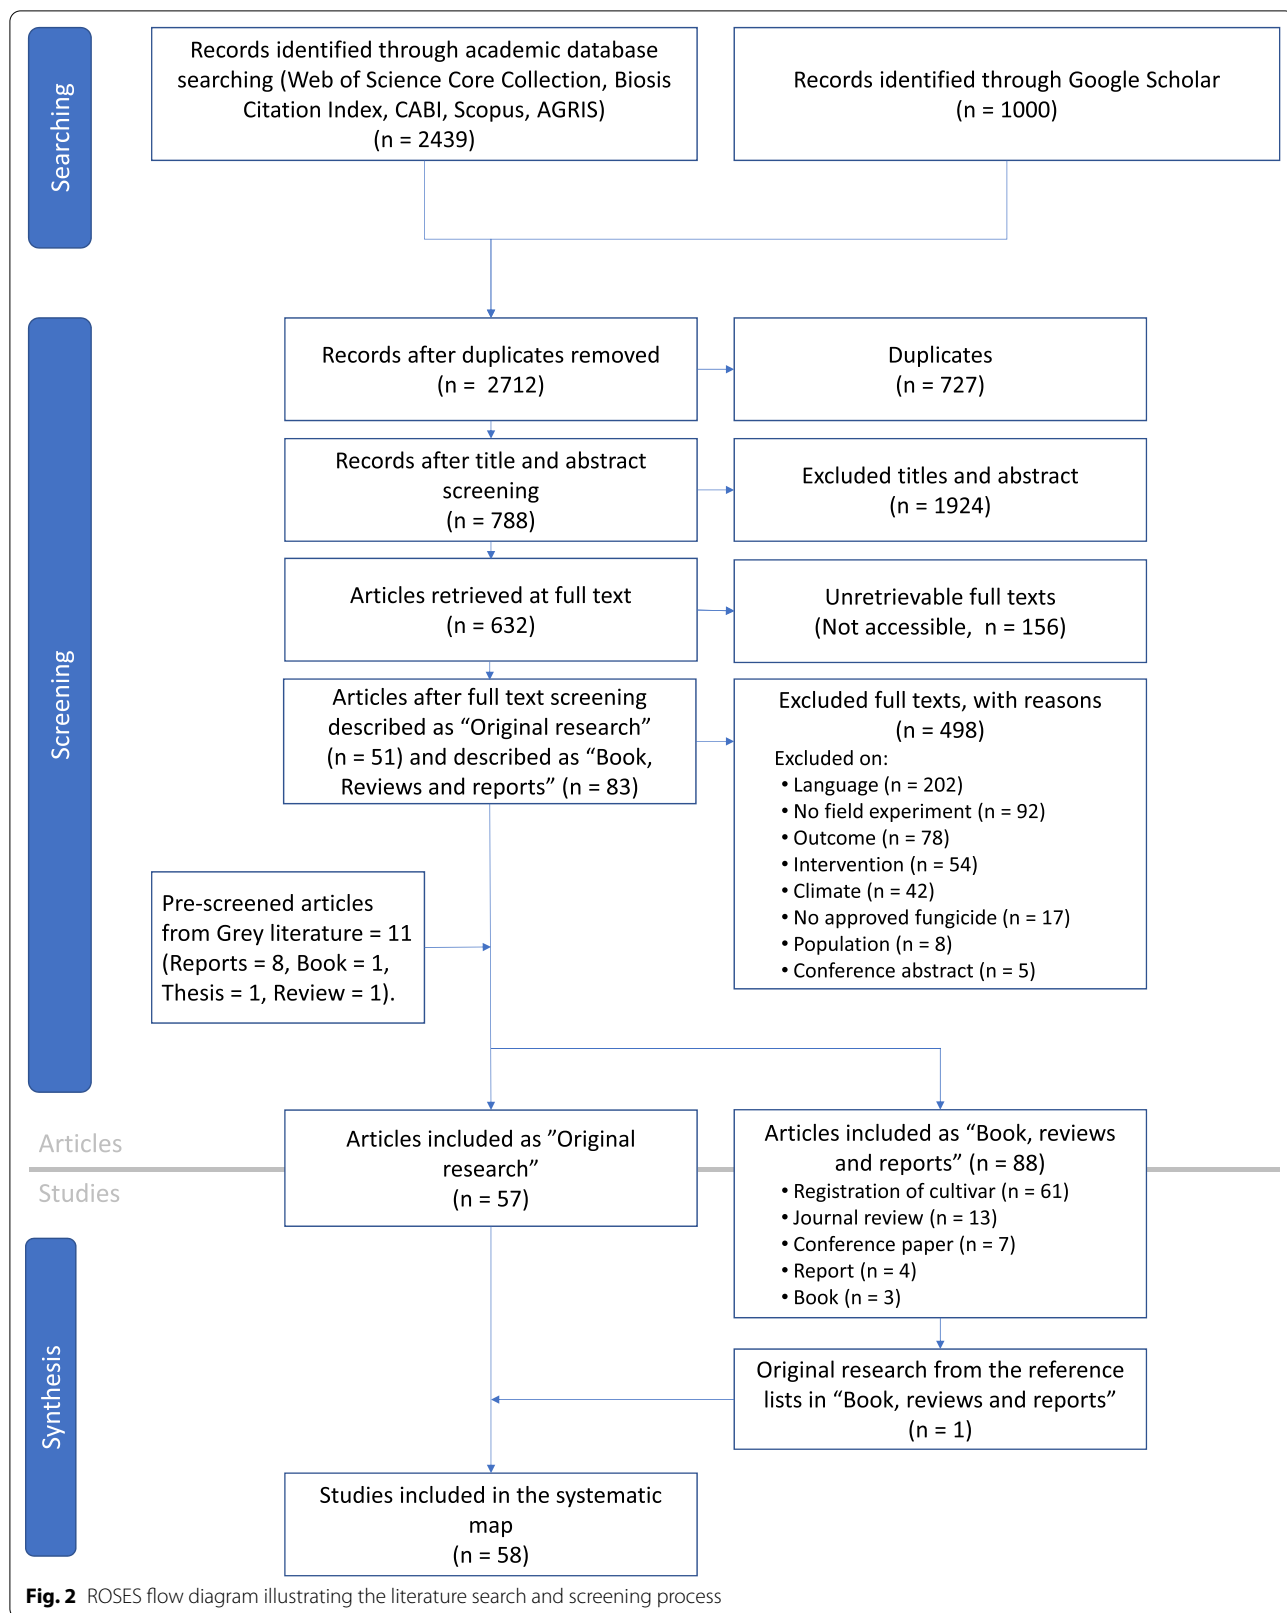 Searching
Records identified through academic database
searching (Web of Science Core Collection, Biosis
Citation Index, CABI, Scopus, AGRIS)
(n = 2439)
Records identified through Google Scholar
(n = 1000)
Screening
Records after duplicates removed
(n = 2712)
Duplicates
(n = 727)
Records after title and abstract
screening
(n = 788)
Excluded titles and abstract
(n = 1924)
Articles retrieved at full text
(n = 632)
Unretrievable full texts
(Not accessible, n = 156)
Articles after full text screening
described as “Original research”
(n = 51) and described as “Book,
Reviews and reports” (n = 83)
Excluded full texts, with reasons
(n = 498)
Excluded on:
• Language (n = 202)
• No field experiment (n = 92)
• Outcome (n = 78)
• Intervention (n = 54)
• Climate (n = 42)
• No approved fungicide (n = 17)
• Population (n = 8)
• Conference abstract (n = 5)
Pre-screened articles
from Grey literature = 11
(Reports = 8, Book = 1,
Thesis = 1, Review = 1).
Articles
Studies
Articles included as ”Original
research”
(n = 57)
Articles included as “Book, reviews
and reports” (n = 88)
• Registration of cultivar (n = 61)
• Journal review (n = 13)
• Conference paper (n = 7)
• Report (n = 4)
• Book (n = 3)
Synthesis
Original research from the reference
lists in “Book, reviews and reports”
(n = 1)
Studies included in the systematic
map
(n = 58)
Fig. 2 ROSES flow diagram illustrating the literature search and screening process